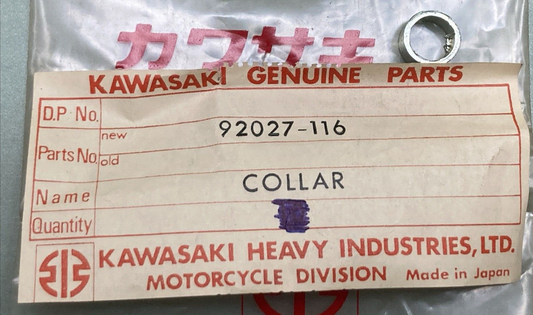 カワサキ
KAWASAKI GENUINE PARTS
D.P No.
Parts No. new 92027-116
old
Name COLLAR
Quantity
KAWASAKI HEAVY INDUSTRIES, LTD.
MOTORCYCLE DIVISION Made in Japan